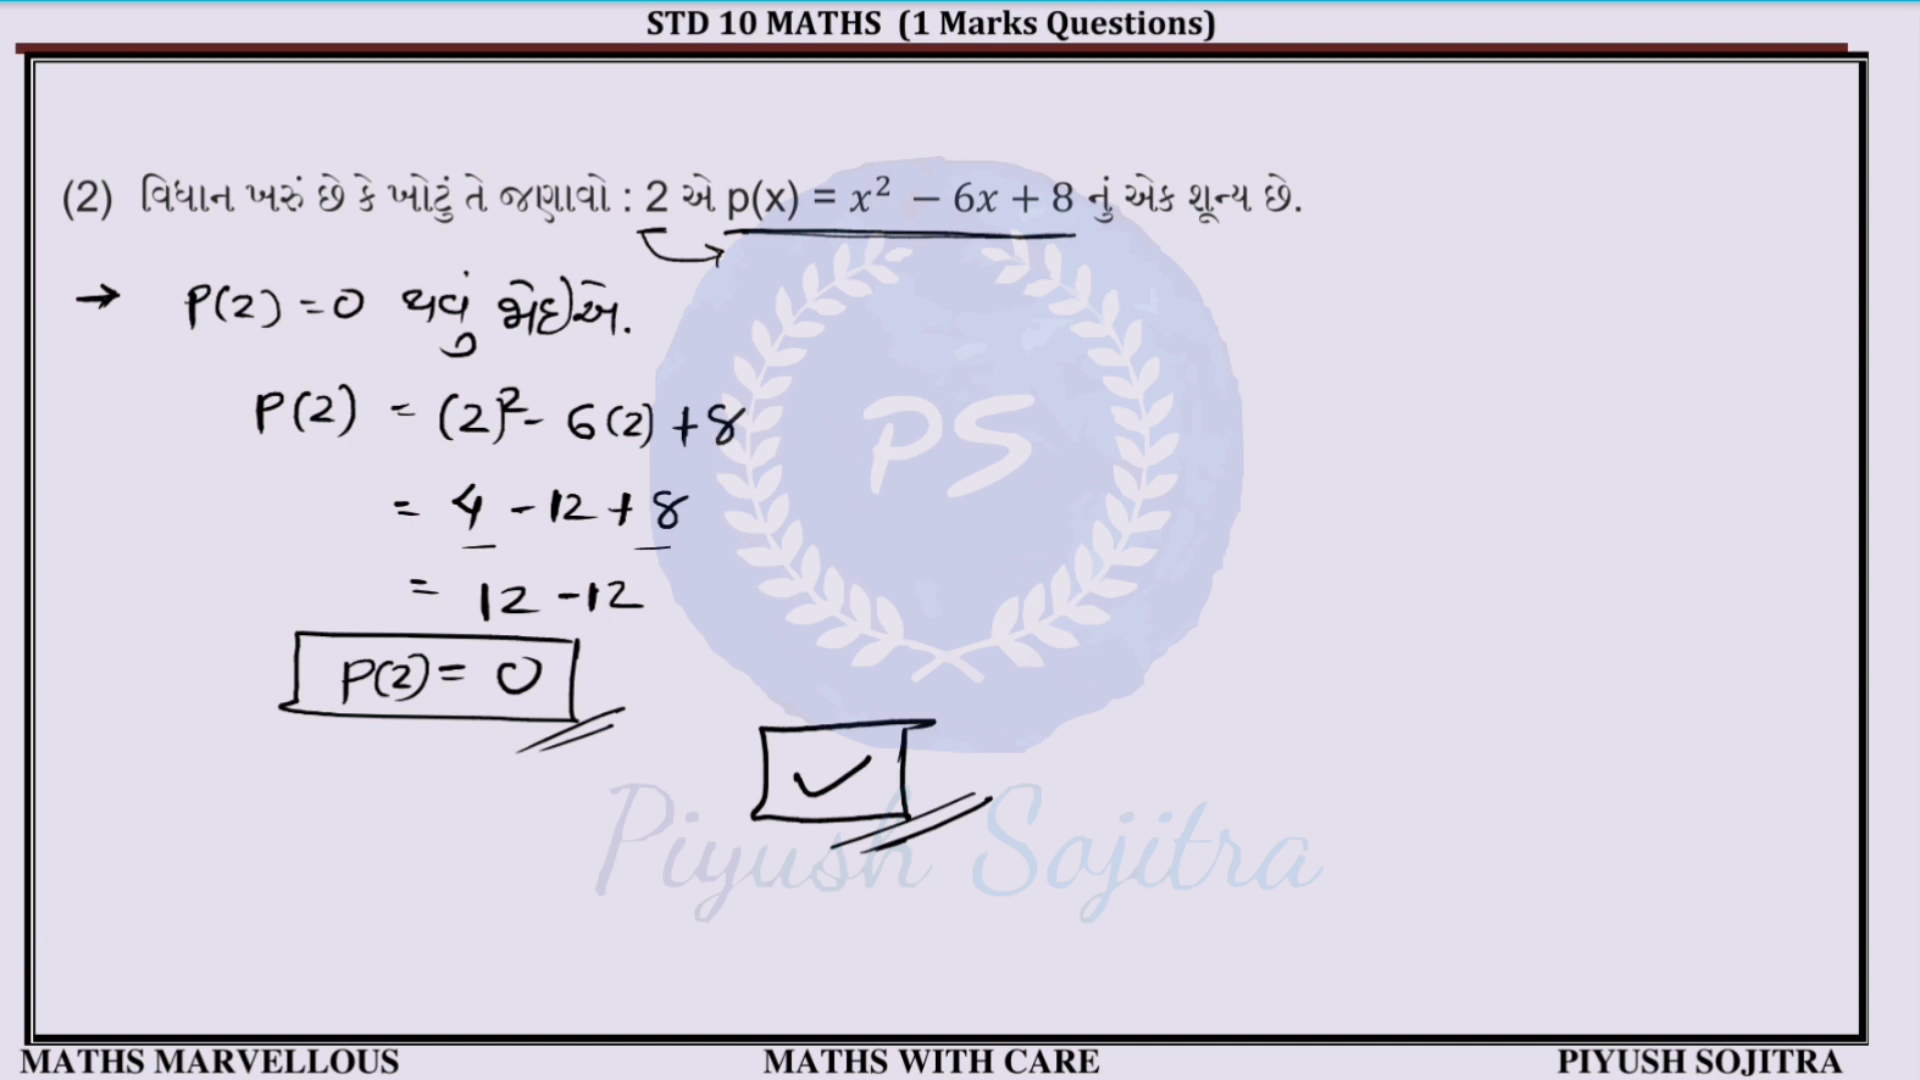 STD 10 MATHS (1 Marks Questions)
(2) વિધાન ખરું છે કે ખોટું તે જણાવો : 2 એ p(x) = x² − 6x + 8 નું એક શૂન્ય છે.
→ P(2) = 0 થવું જોઈએ.
P(2) = (2)² - 6(2) + 8
= 4 - 12 + 8
= 12 - 12
P(2) = 0
✓
PS
Piyush Sojitra
MATHS MARVELLOUS MATHS WITH CARE PIYUSH SOJITRA